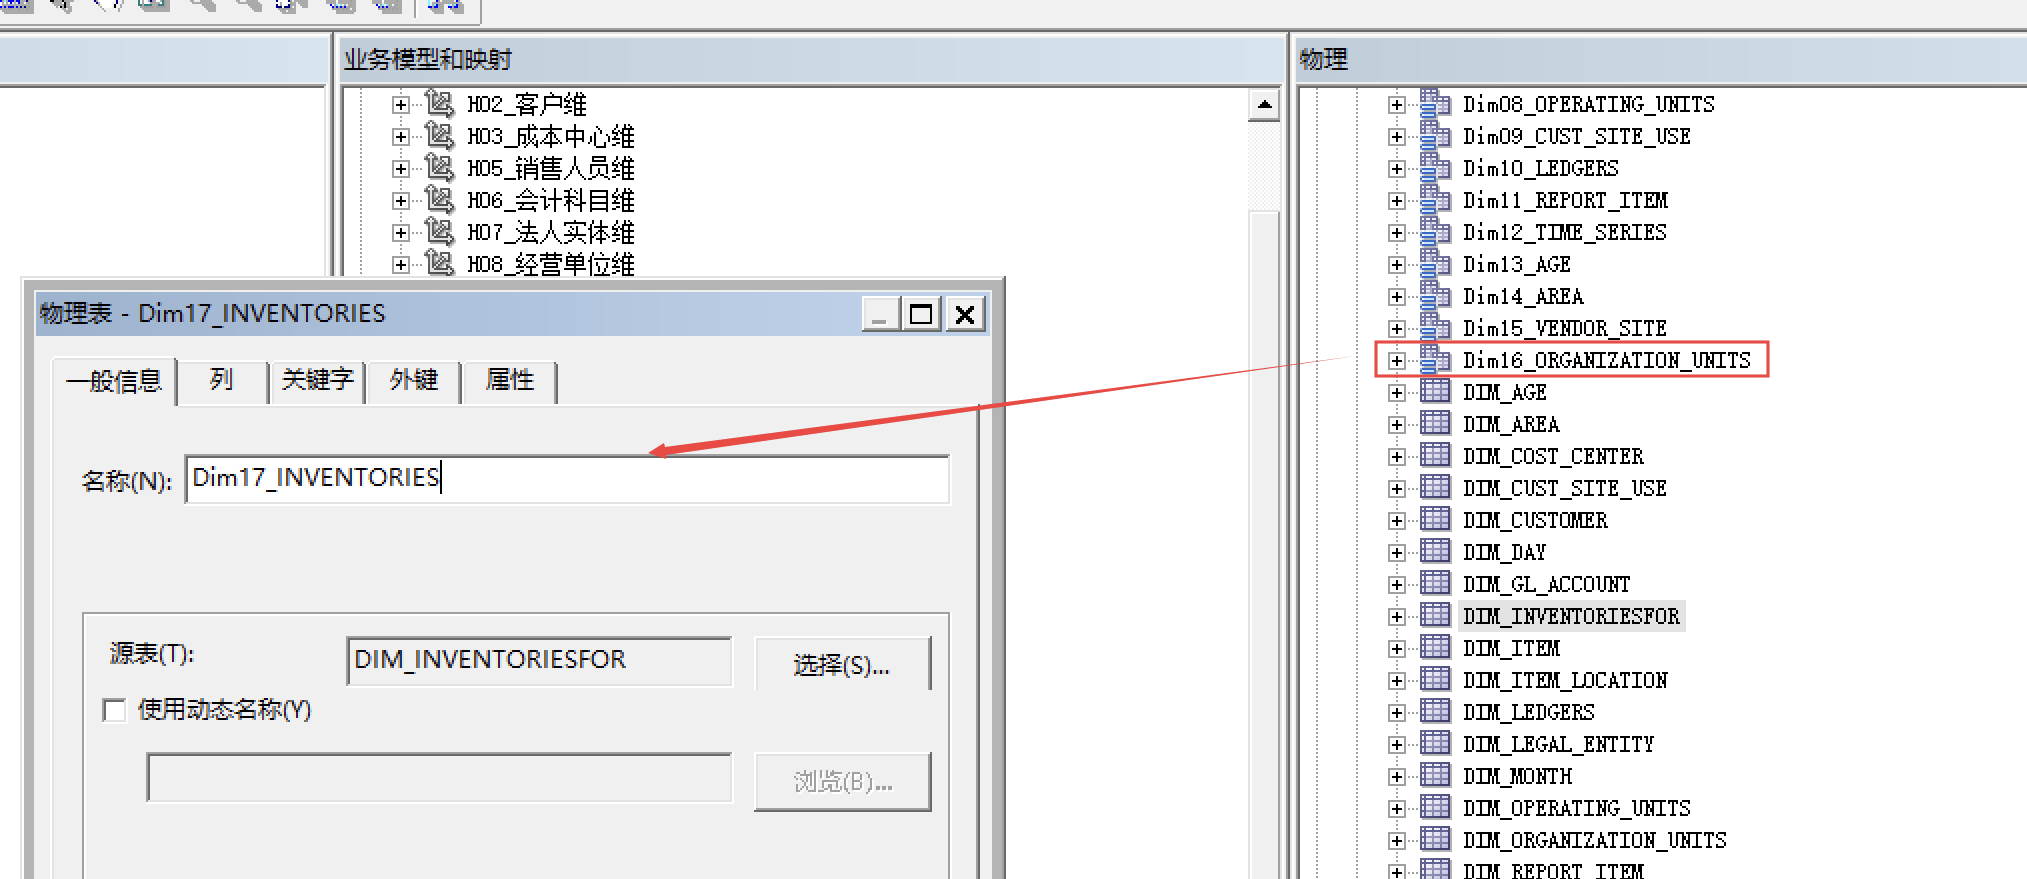 业务模型和映射
物理
H02_客户维
H03_成本中心维
H05_销售人员维
H06_会计科目维
H07_法人实体维
H08_经营单位维
物理表 - Dim17_INVENTORIES
一般信息
列
关键字
外键
属性
名称(N):
Dim17_INVENTORIES
源表(T):
DIM_INVENTORIESFOR
选择(S)...
使用动态名称(Y)
浏览(B)...
Dim08_OPERATING_UNITS
Dim09_CUST_SITE_USE
Dim10_LEDGERS
Dim11_REPORT_ITEM
Dim12_TIME_SERIES
Dim13_AGE
Dim14_AREA
Dim15_VENDOR_SITE
Dim16_ORGANIZATION_UNITS
DIM_AGE
DIM_AREA
DIM_COST_CENTER
DIM_CUST_SITE_USE
DIM_CUSTOMER
DIM_DAY
DIM_GL_ACCOUNT
DIM_INVENTORIESFOR
DIM_ITEM
DIM_ITEM_LOCATION
DIM_LEDGERS
DIM_LEGAL_ENTITY
DIM_MONTH
DIM_OPERATING_UNITS
DIM_ORGANIZATION_UNITS
DIM_REPORT_ITEM